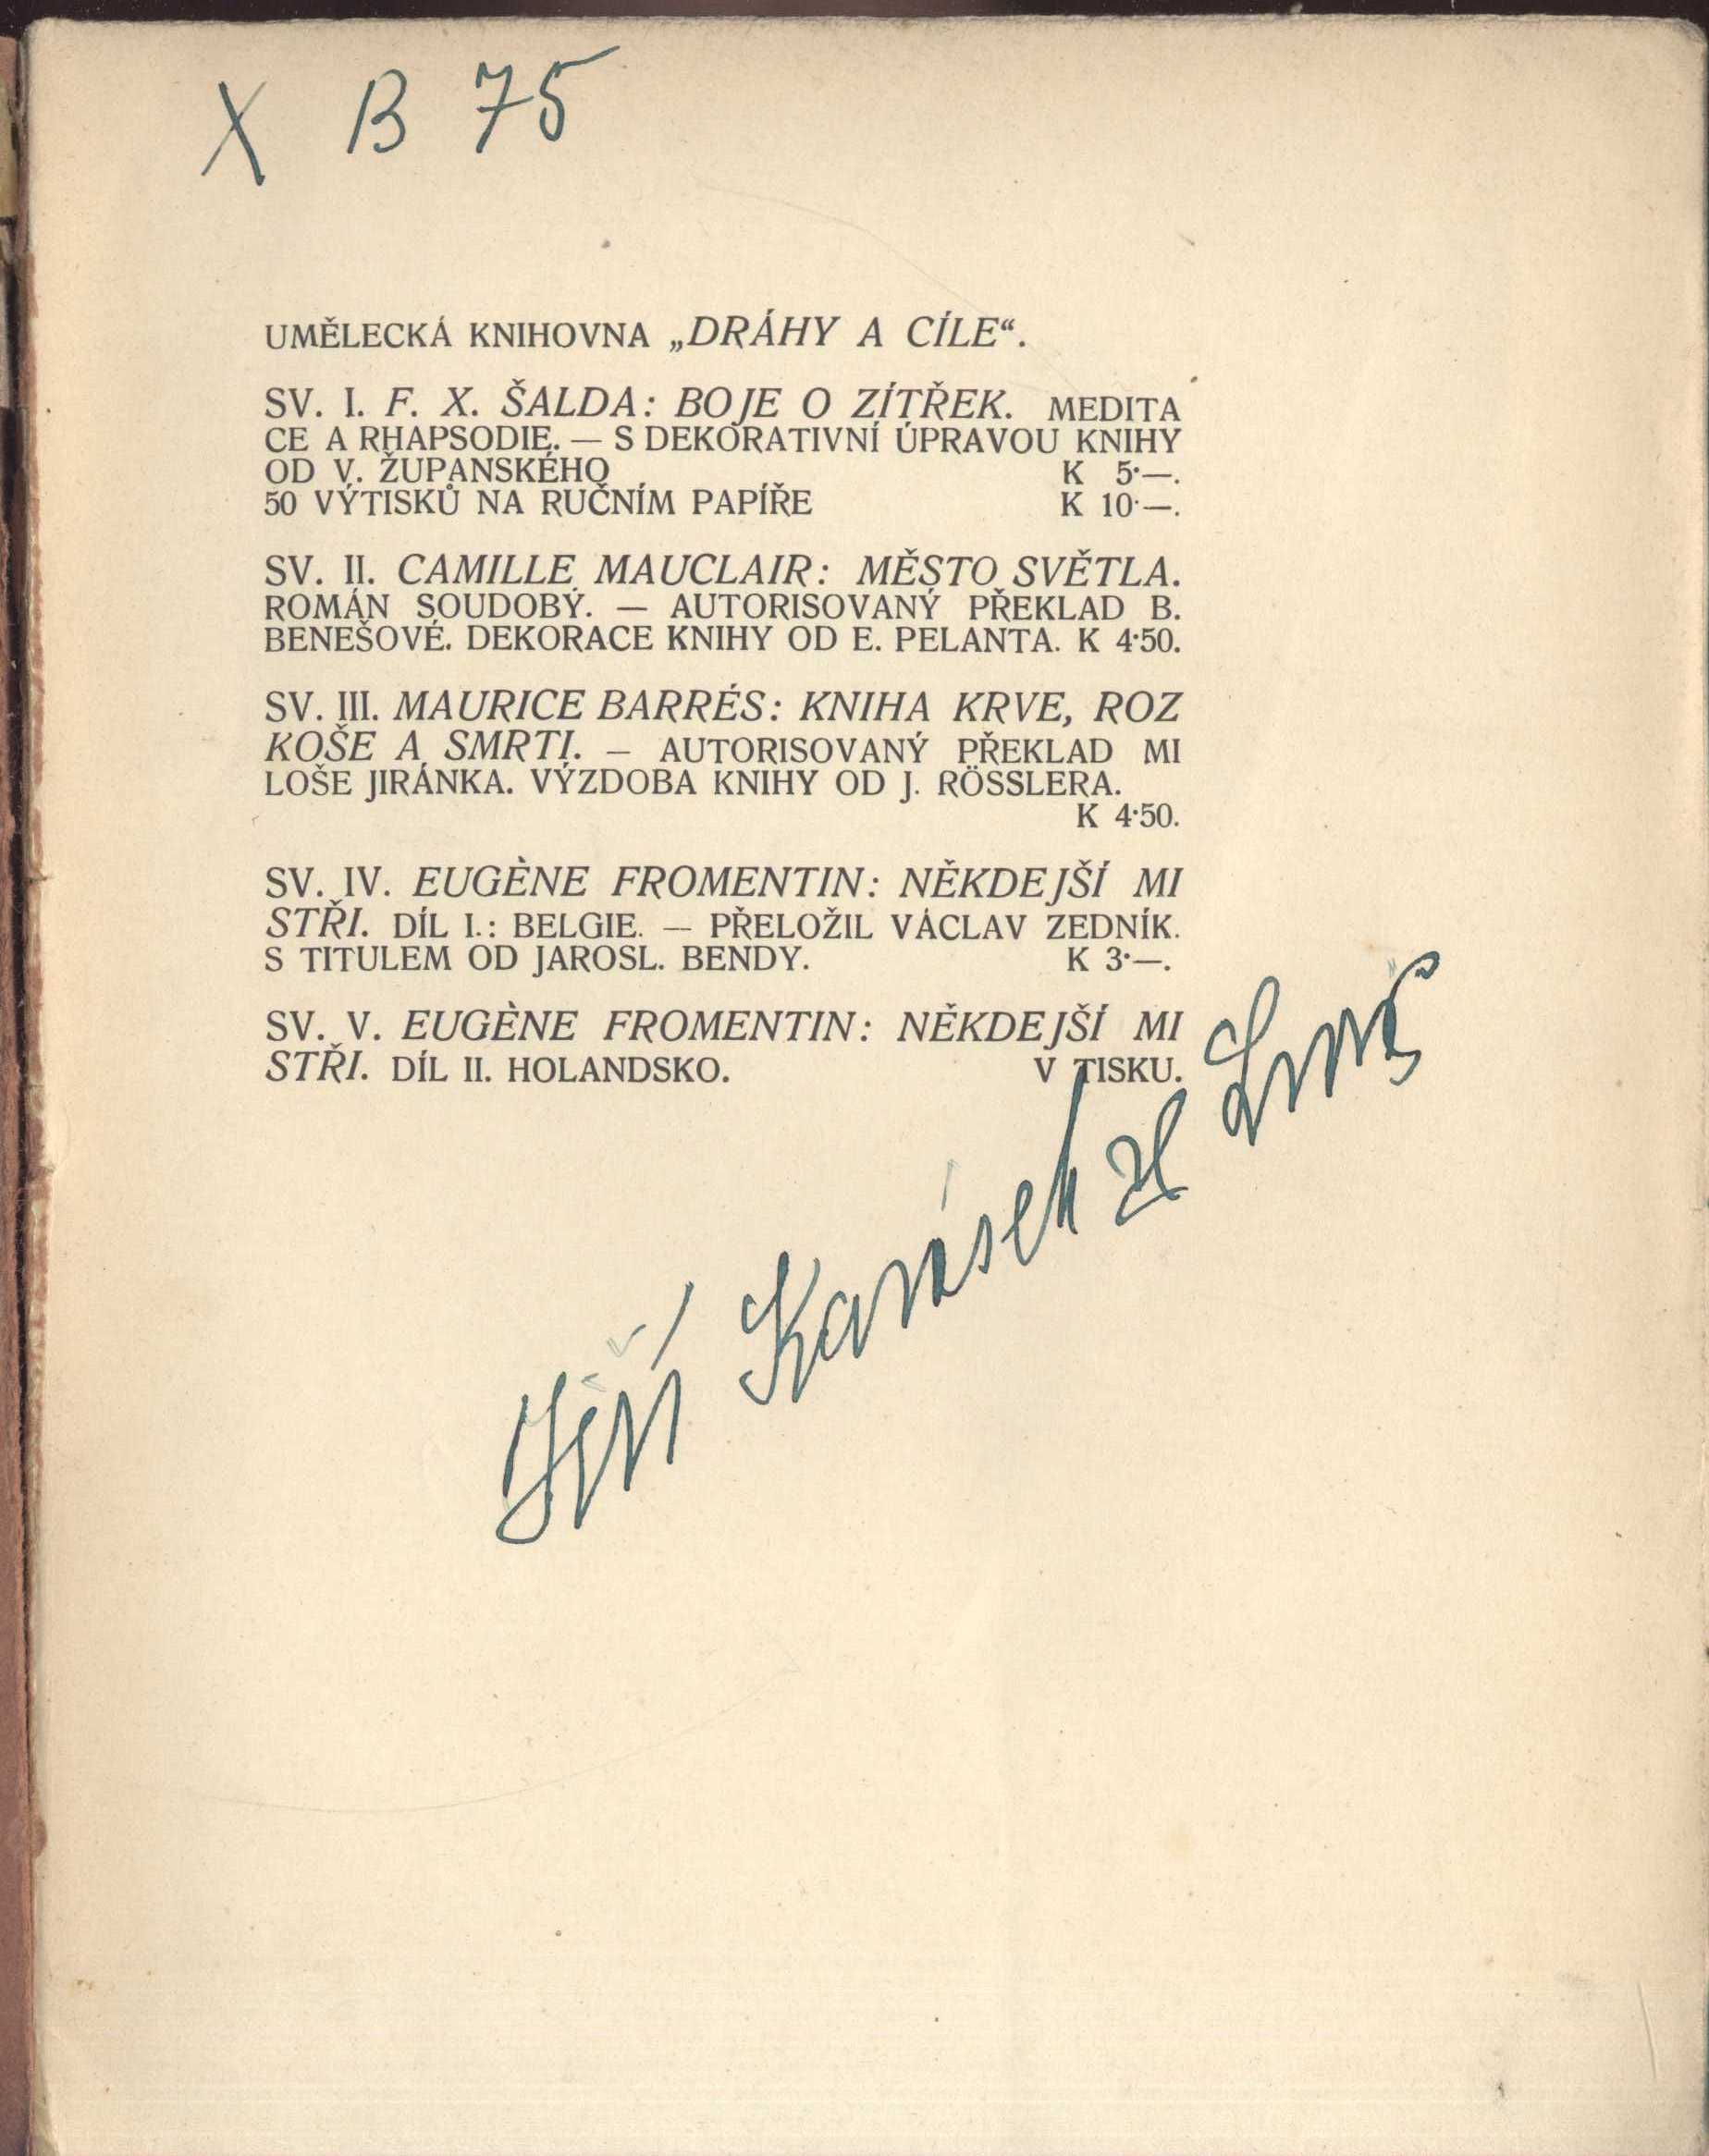 X B 75
UMĚLECKÁ KNIHOVNA „DRÁHY A CÍLE“.
SV. I. F. X. ŠALDA: BOJE O ZÍTŘEK. MEDITA
CE A RHAPSODIE. — S DEKORATIVNÍ ÚPRAVOU KNIHY
OD V. ŽUPANSKÉHO K 5·—.
50 VÝTISKŮ NA RUČNÍM PAPÍŘE K 10·—.
SV. II. CAMILLE MAUCLAIR: MĚSTO SVĚTLA.
ROMÁN SOUDOBÝ. — AUTORISOVANÝ PŘEKLAD B.
BENEŠOVÉ. DEKORACE KNIHY OD E. PELANTA. K 4·50.
SV. III. MAURICE BARRÉS: KNIHA KRVE, ROZ
KOŠE A SMRTI. — AUTORISOVANÝ PŘEKLAD MI
LOŠE JIRÁNKA. VÝZDOBA KNIHY OD J. RÖSSLERA.
K 4·50.
SV. IV. EUGÈNE FROMENTIN: NĚKDEJŠÍ MI
STŘI. DÍL I.: BELGIE. — PŘELOŽIL VÁCLAV ZEDNÍK.
S TITULEM OD JAROSL. BENDY. K 3·—.
SV. V. EUGÈNE FROMENTIN: NĚKDEJŠÍ MI
STŘI. DÍL II. HOLANDSKO. V TISKU.
Jiří Karásek ze Lvovic